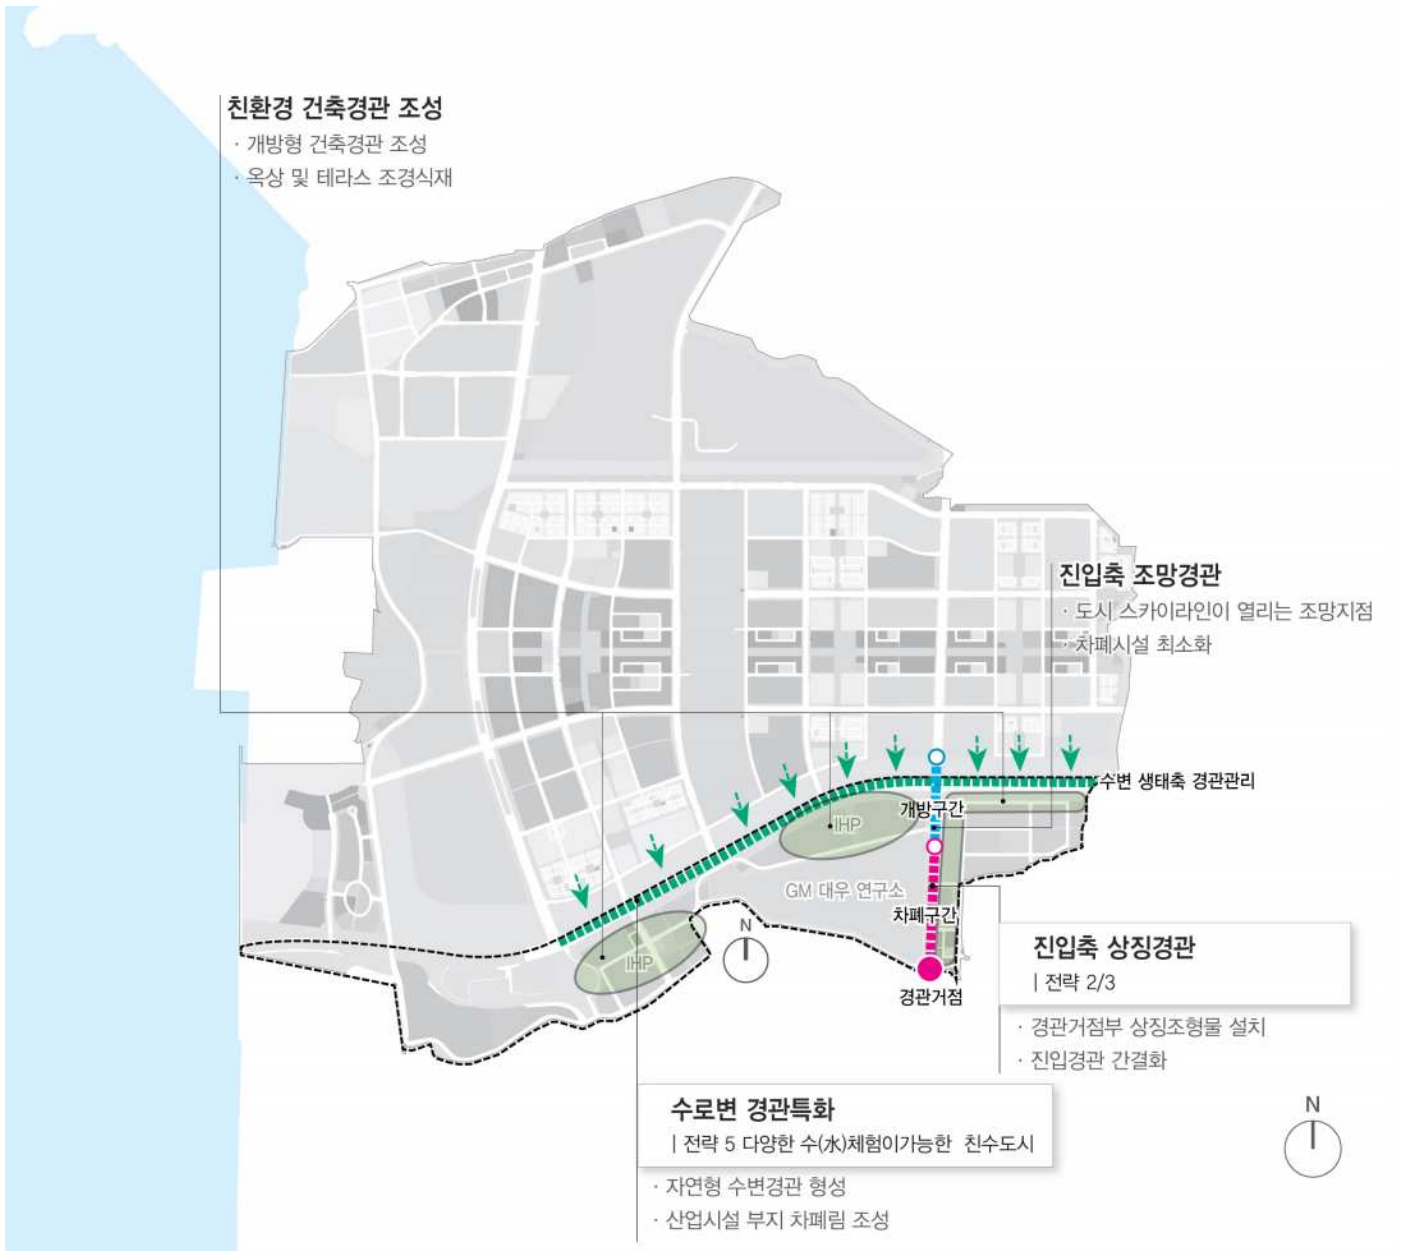 친환경 건축경관 조성
· 개방형 건축경관 조성
· 옥상 및 테라스 조경식재
진입축 조망경관
· 도시 스카이라인이 열리는 조망지점
· 차폐시설 최소화
수변 생태축 경관관리
개방구간
IHP
GM 대우 연구소
차폐구간
IHP
N
경관거점
진입축 상징경관
| 전략 2/3
· 경관거점부 상징조형물 설치
· 진입경관 간결화
수로변 경관특화
| 전략 5 다양한 수(水)체험이가능한 친수도시
· 자연형 수변경관 형성
· 산업시설 부지 차폐림 조성
N